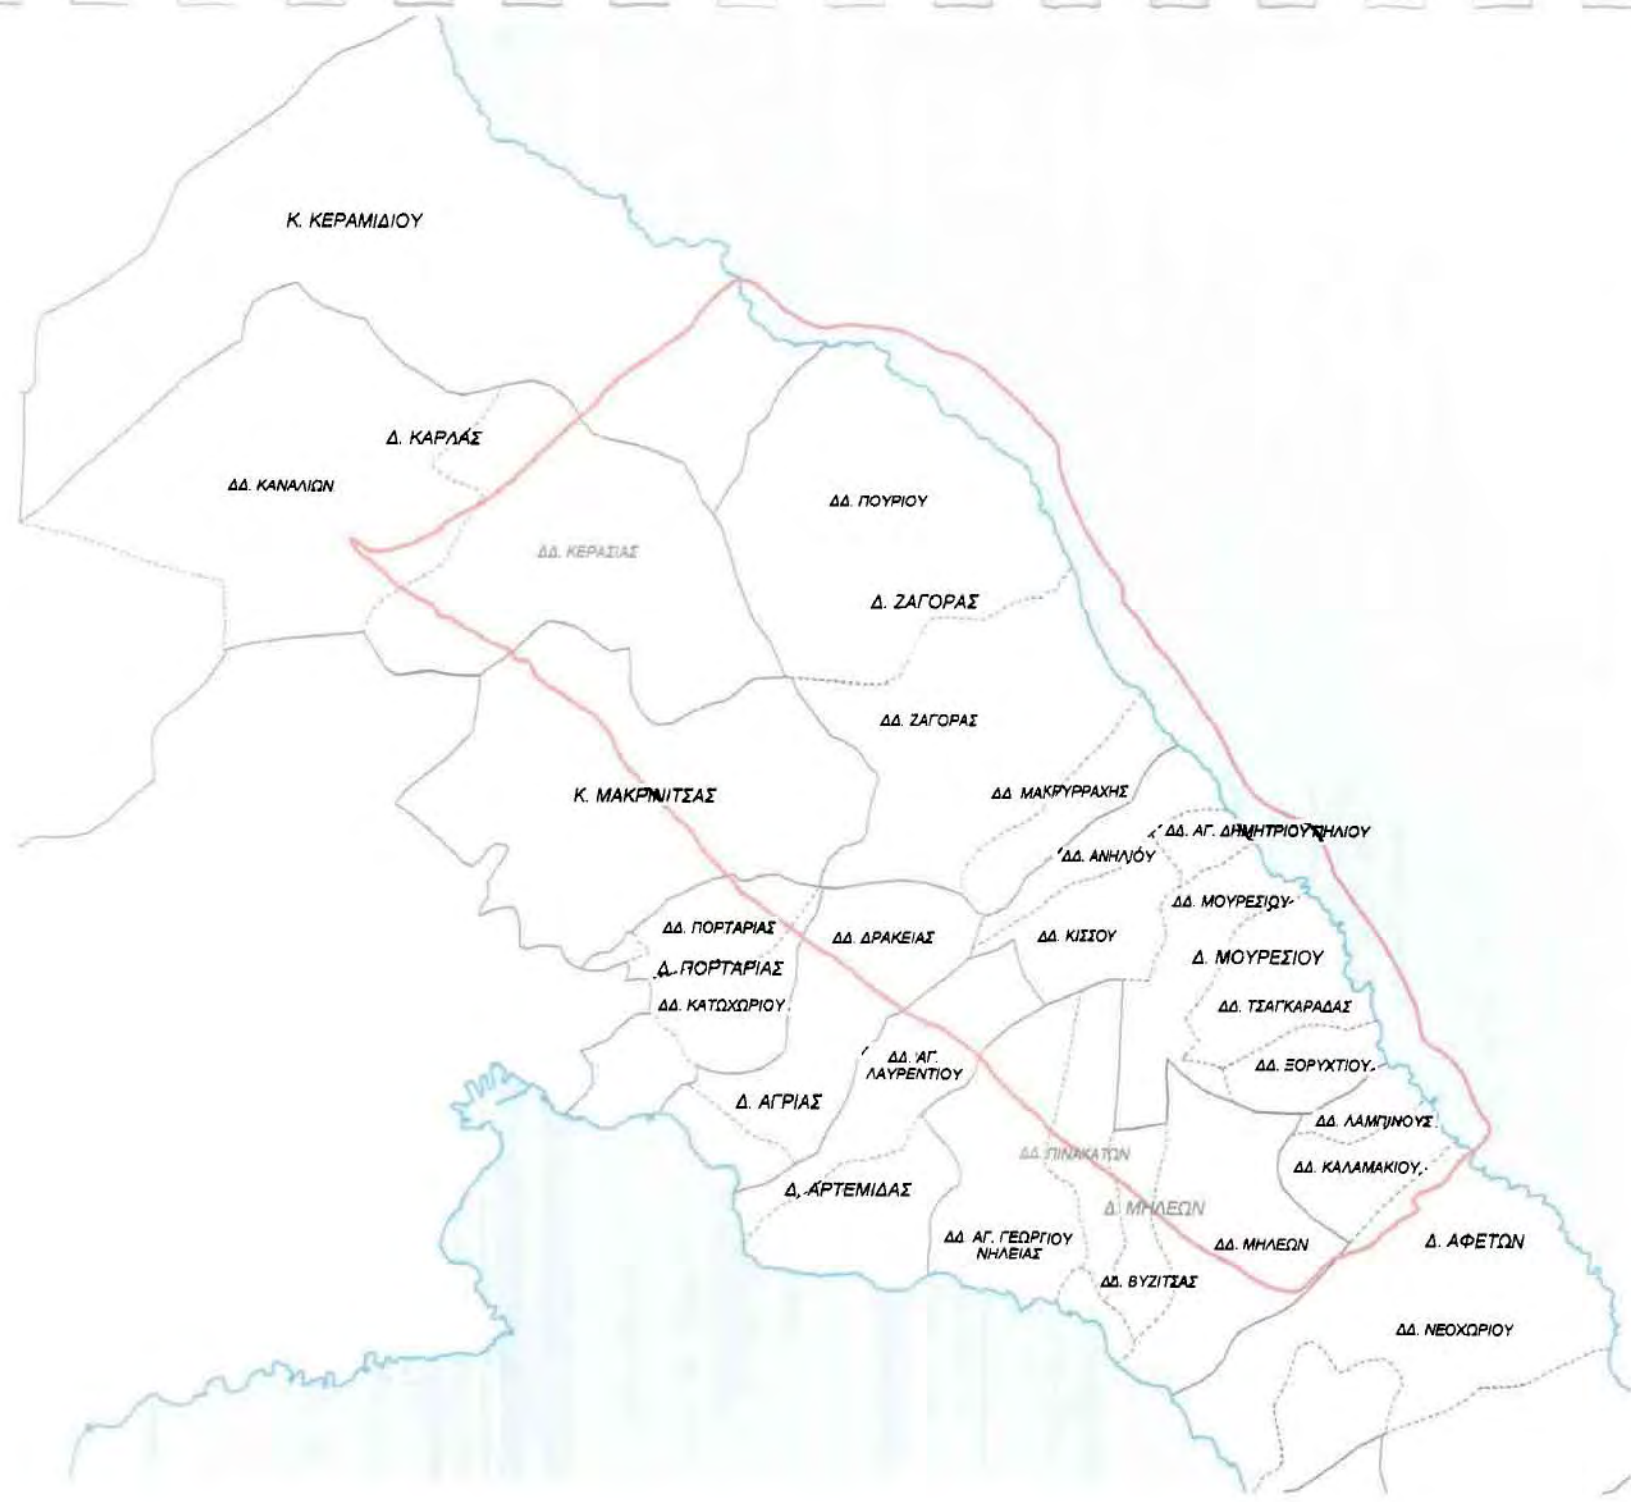 Κ. ΚΕΡΑΜΙΔΙΟΥ
Δ. ΚΑΡΛΑΣ
ΔΔ. ΚΑΝΑΛΙΩΝ
ΔΔ. ΠΟΥΡΙΟΥ
ΔΔ. ΚΕΡΑΣΙΑΣ
Δ. ΖΑΓΟΡΑΣ
ΔΔ. ΖΑΓΟΡΑΣ
Κ. ΜΑΚΡΙΝΙΤΣΑΣ
ΔΔ ΜΑΚΡΥΡΡΑΧΗΣ
ΔΔ. ΑΓ. ΔΗΜΗΤΡΙΟΥ ΠΗΛΙΟΥ
ΔΔ. ΑΝΗΛΙΟΥ
ΔΔ. ΜΟΥΡΕΣΙΟΥ
ΔΔ. ΠΟΡΤΑΡΙΑΣ
ΔΔ. ΔΡΑΚΕΙΑΣ
ΔΔ. ΚΙΣΣΟΥ
Δ. ΜΟΥΡΕΣΙΟΥ
Δ. ΠΟΡΤΑΡΙΑΣ
ΔΔ. ΚΑΤΩΧΩΡΙΟΥ
ΔΔ. ΤΣΑΓΚΑΡΑΔΑΣ
ΔΔ. ΑΓ.
ΛΑΥΡΕΝΤΙΟΥ
ΔΔ. ΞΟΡΥΧΤΙΟΥ
Δ. ΑΓΡΙΑΣ
ΔΔ. ΛΑΜΠΙΝΟΥΣ
ΔΔ. ΠΙΝΑΚΑΤΩΝ
ΔΔ. ΚΑΛΑΜΑΚΙΟΥ
Δ. ΑΡΤΕΜΙΔΑΣ
Δ. ΜΗΛΕΩΝ
ΔΔ ΑΓ. ΓΕΩΡΓΙΟΥ
ΝΗΛΕΙΑΣ
ΔΔ. ΜΗΛΕΩΝ
Δ. ΑΦΕΤΩΝ
ΔΔ. ΒΥΖΙΤΣΑΣ
ΔΔ. ΝΕΟΧΩΡΙΟΥ